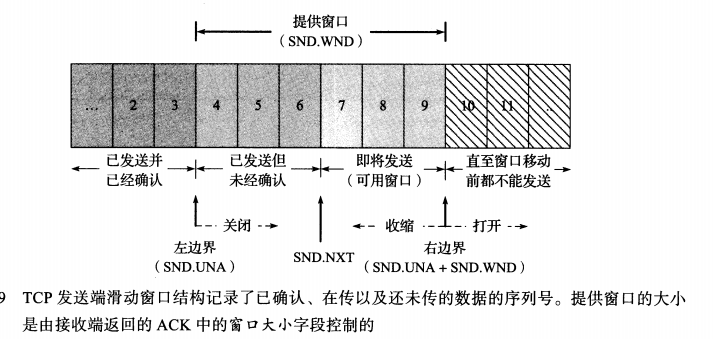 提供窗口
(SND.WND)
... 2 3 4 5 6 7 8 9 10 11 ..
已发送并 已发送但 即将发送 直至窗口移动
已经确认 未经确认 (可用窗口) 前都不能发送
关闭 收缩 打开
左边界 SND.NXT 右边界
(SND.UNA) (SND.UNA + SND.WND)
9 TCP 发送端滑动窗口结构记录了已确认、在传以及还未传的数据的序列号。提供窗口的大小
是由接收端返回的 ACK 中的窗口大小字段控制的